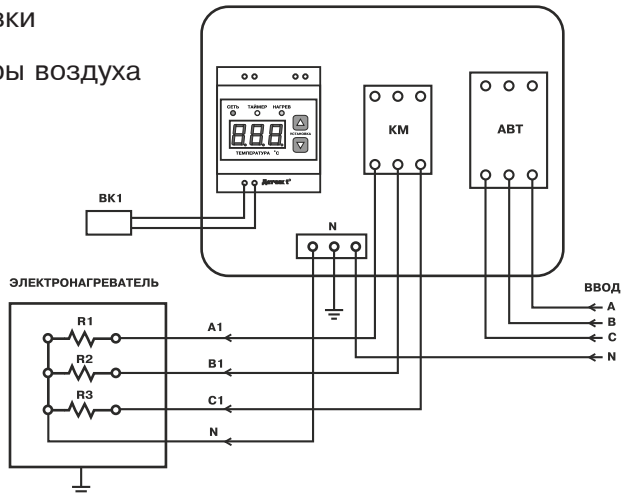 вки
ры воздуха
СЕТЬ ТАЙМЕР НАГРЕВ
888
УСТАНОВКА
ТЕМПЕРАТУРА °C
Датчик t°
КМ
АВТ
ВК1
N
ЭЛЕКТРОНАГРЕВАТЕЛЬ
ВВОД
A
B
C
N
R1
A1
R2
B1
R3
C1
N